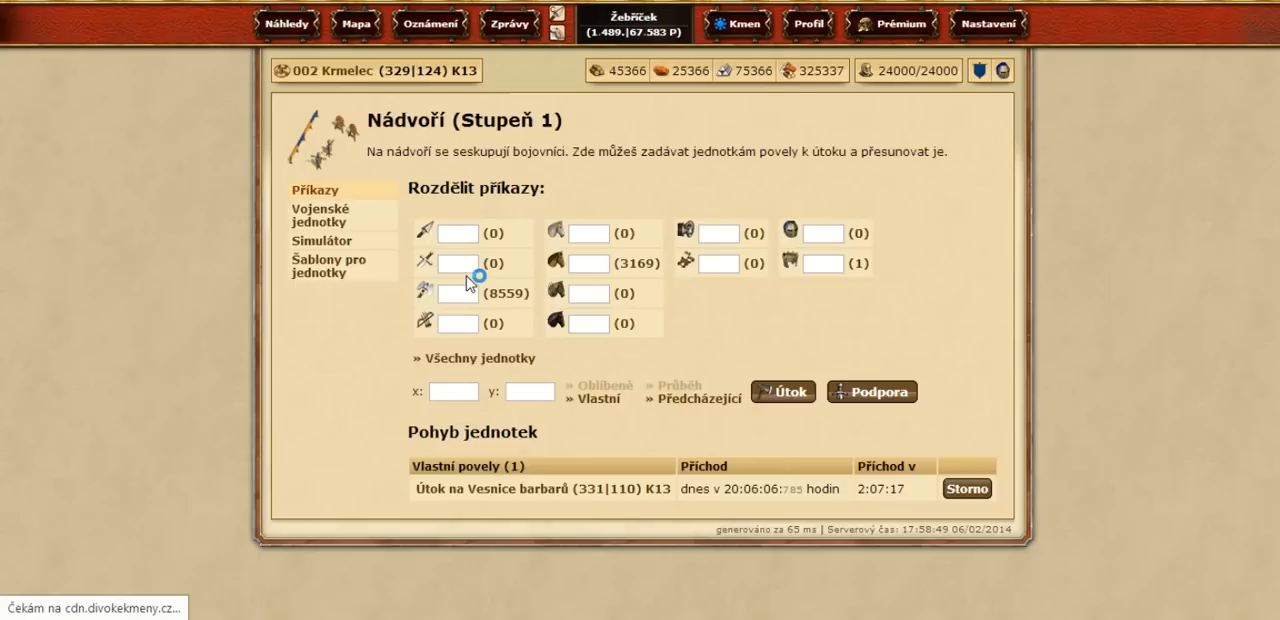 Náhledy Mapa Oznámení Zprávy Žebříček Kmen Profil Prémium Nastavení
(1.489.|67.583 P)
002 Krmelec (329|124) K13 45366 25366 75366 325337 24000/24000
Nádvoří (Stupeň 1)
Na nádvoří se seskupují bojovníci. Zde můžeš zadávat jednotkám povely k útoku a přesunovat je.
Příkazy
Vojenské
jednotky
Simulátor
Šablony pro
jednotky
Rozdělit příkazy:
(0) (0) (0) (0)
(0) (3169) (0) (1)
(8559) (0)
(0) (0)
» Všechny jednotky
x: y: » Oblíbené » Průběh Útok Podpora
» Vlastní » Předcházející
Pohyb jednotek
Vlastní povely (1) Příchod Příchod v
Útok na Vesnice barbarů (331|110) K13 dnes v 20:06:06:785 hodin 2:07:17 Storno
generováno za 65 ms | Serverový čas: 17:58:49 06/02/2014
Čekám na cdn.divokekmeny.cz...